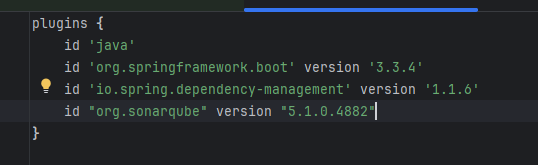 plugins {
id 'java'
id 'org.springframework.boot' version '3.3.4'
id 'io.spring.dependency-management' version '1.1.6'
id "org.sonarqube" version "5.1.0.4882"
}